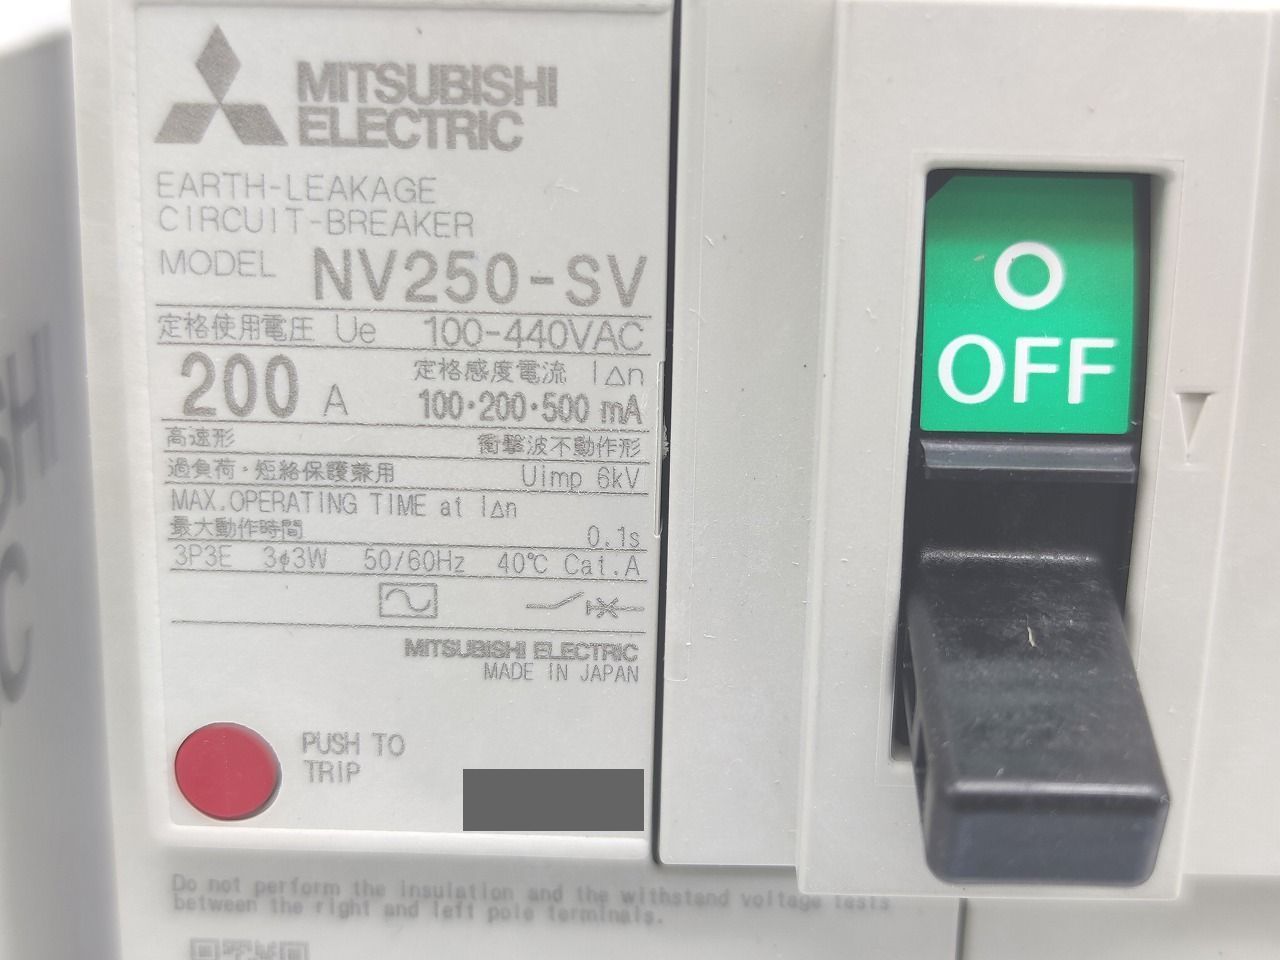 MITSUBISHI
ELECTRIC
EARTH-LEAKAGE
CIRCUIT-BREAKER
MODEL NV250-SV
定格使用電圧 Ue 100-440VAC
200 A
定格感度電流 I△n
100・200・500 mA
高速形 衝撃波不動作形
過負荷・短絡保護兼用 Uimp 6kV
MAX.OPERATING TIME at I△n
最大動作時間 0.1s
3P3E 3φ3W 50/60Hz 40℃ Cat.A
MITSUBISHI ELECTRIC
MADE IN JAPAN
PUSH TO
TRIP
Do not perform the insulation and the withstand voltage tests
between the right and left pole terminals.
O
OFF